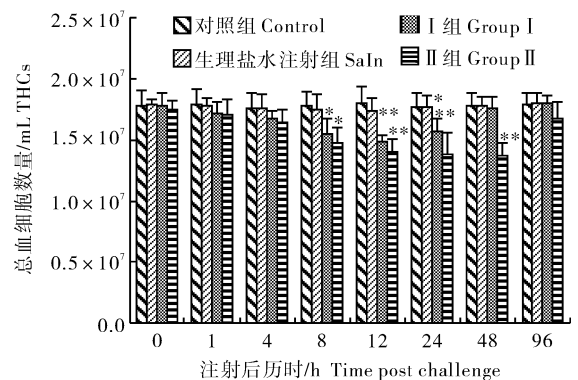 2.5×10⁷
对照组 Control
Ⅰ组 GroupⅠ
生理盐水注射组 SaIn
Ⅱ组 GroupⅡ
2.0×10⁷
1.5×10⁷
1.0×10⁷
0.5×10⁷
0.0
总血细胞数量/mL THCs
* * ** ** * ** **
0 1 4 8 12 24 48 96
注射后历时/h Time post challenge